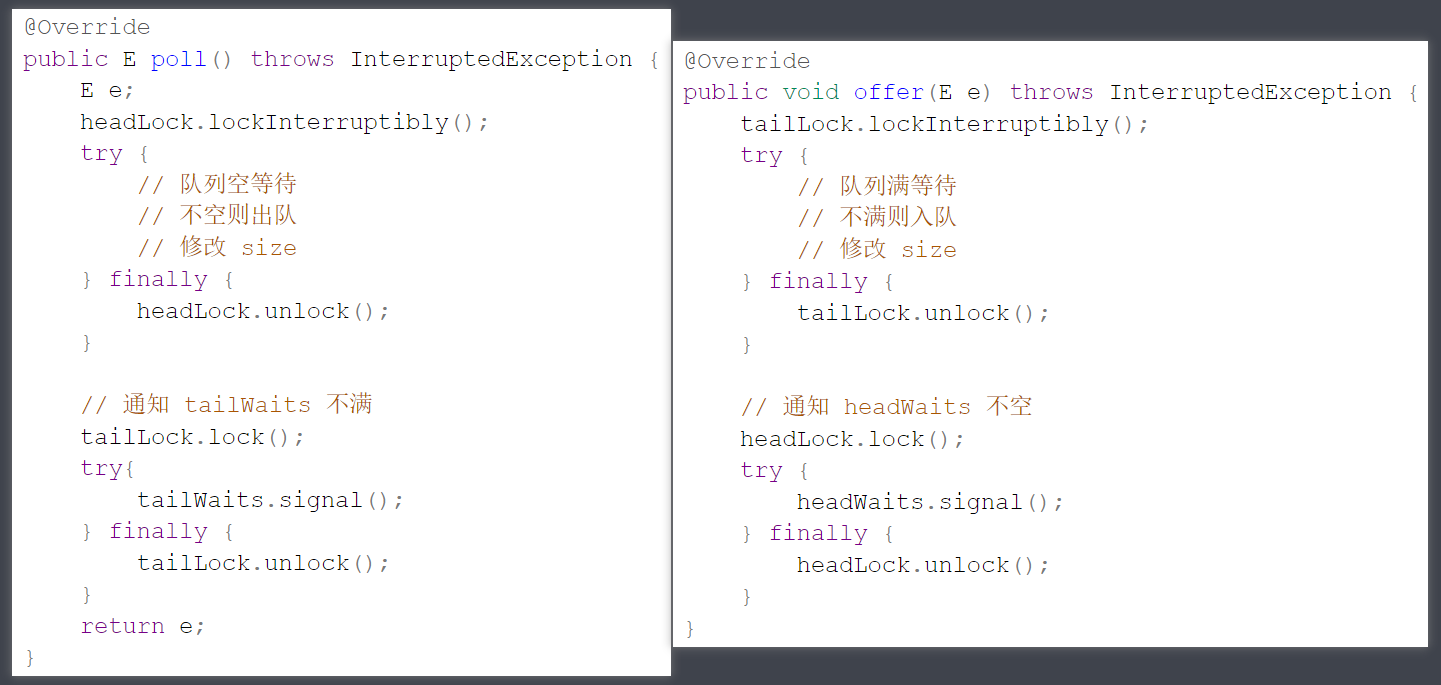 @Override
public E poll() throws InterruptedException {
    E e;
    headLock.lockInterruptibly();
    try {
        // 队列空等待
        // 不空则出队
        // 修改 size
    } finally {
        headLock.unlock();
    }

    // 通知 tailWaits 不满
    tailLock.lock();
    try{
        tailWaits.signal();
    } finally {
        tailLock.unlock();
    }
    return e;
}
@Override
public void offer(E e) throws InterruptedException {
    tailLock.lockInterruptibly();
    try {
        // 队列满等待
        // 不满则入队
        // 修改 size
    } finally {
        tailLock.unlock();
    }

    // 通知 headWaits 不空
    headLock.lock();
    try {
        headWaits.signal();
    } finally {
        headLock.unlock();
    }
}